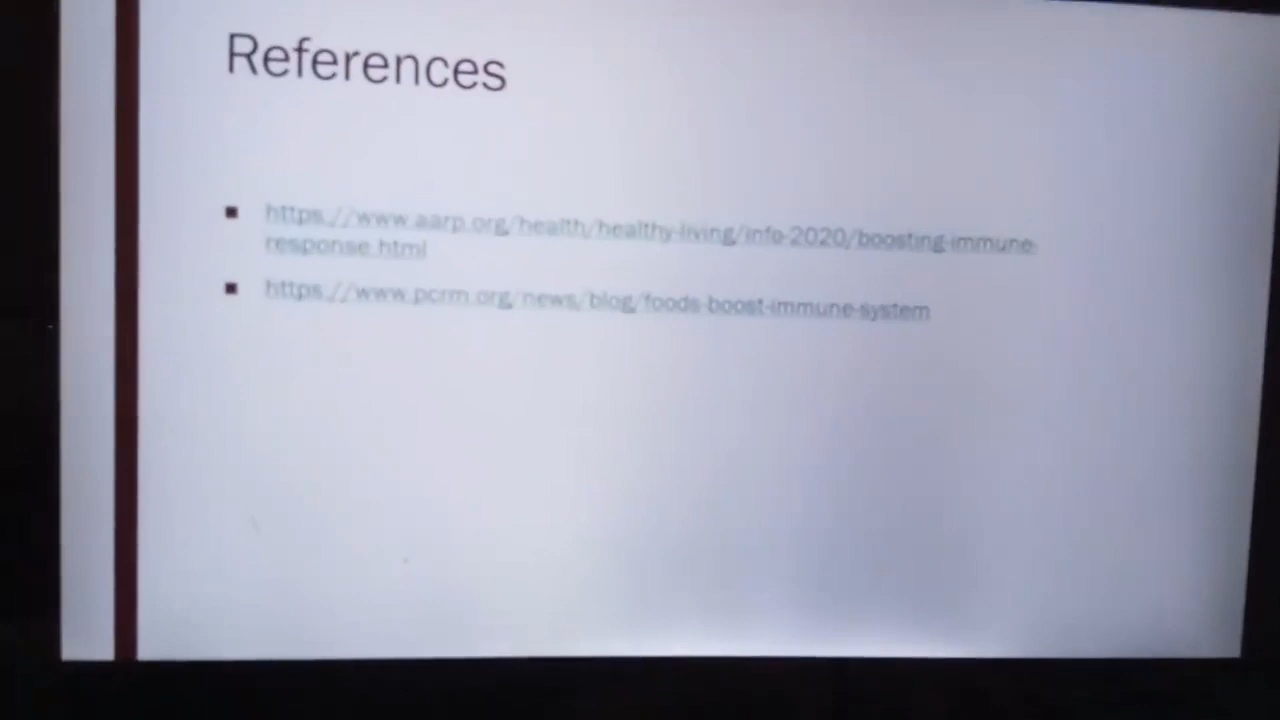 References
https://www.aarp.org/health/healthy-living/info-2020/boosting-immune-
response.html
https://www.pcrm.org/news/blog/foods-boost-immune-system